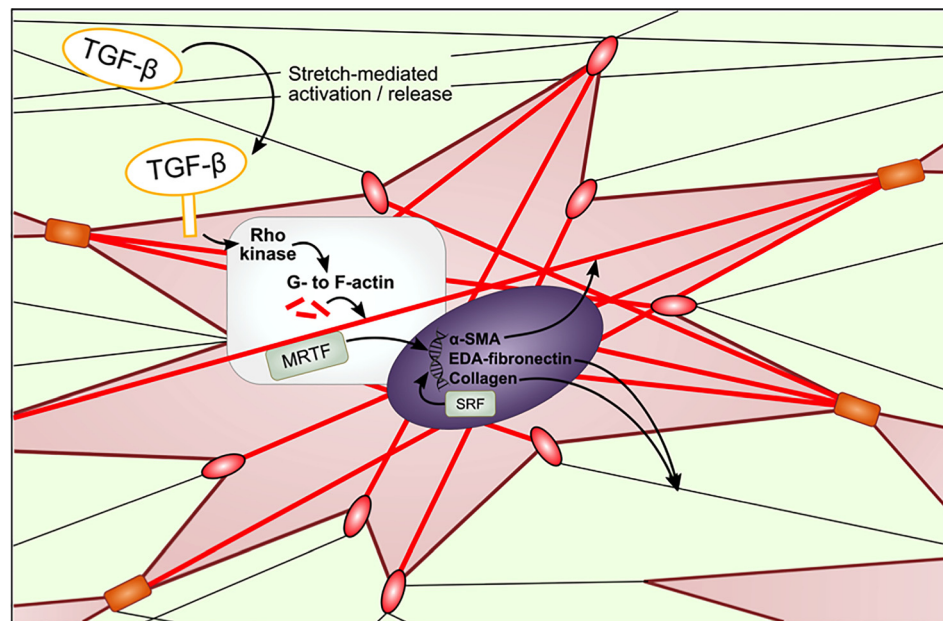 TGF-β
Stretch-mediated
activation / release
TGF-β
Rho
kinase
G- to F-actin
MRTF
α-SMA
EDA-fibronectin
Collagen
SRF